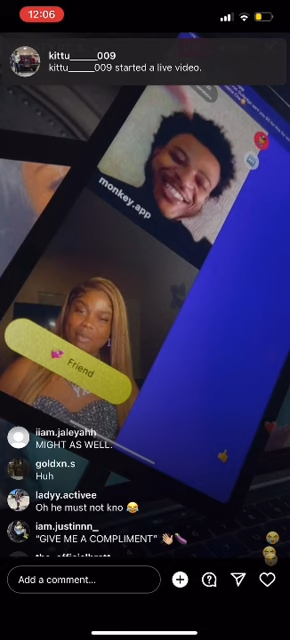 12:06
kittu_____009
kittu_____009 started a live video.
monkey.app
Friend
iiam.jaleyahh
MIGHT AS WELL.
goldxn.s
Huh
ladyy.activee
Oh he must not kno 😂
iam.justinnn_
"GIVE ME A COMPLIMENT" 👋🏽🍆
Add a comment...